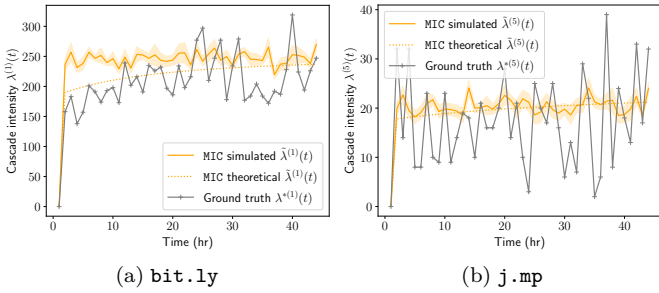 Cascade intensity λ^(1)(t)
300
250
200
150
100
50
0
0
10
20
30
40
Time (hr)
MIC simulated λ̃^(1)(t)
MIC theoretical λ̃^(1)(t)
Ground truth λ*^(1)(t)
(a) bit.ly
Cascade intensity λ^(5)(t)
40
30
20
10
0
0
10
20
30
40
Time (hr)
MIC simulated λ̃^(5)(t)
MIC theoretical λ̃^(5)(t)
Ground truth λ*^(5)(t)
(b) j.mp